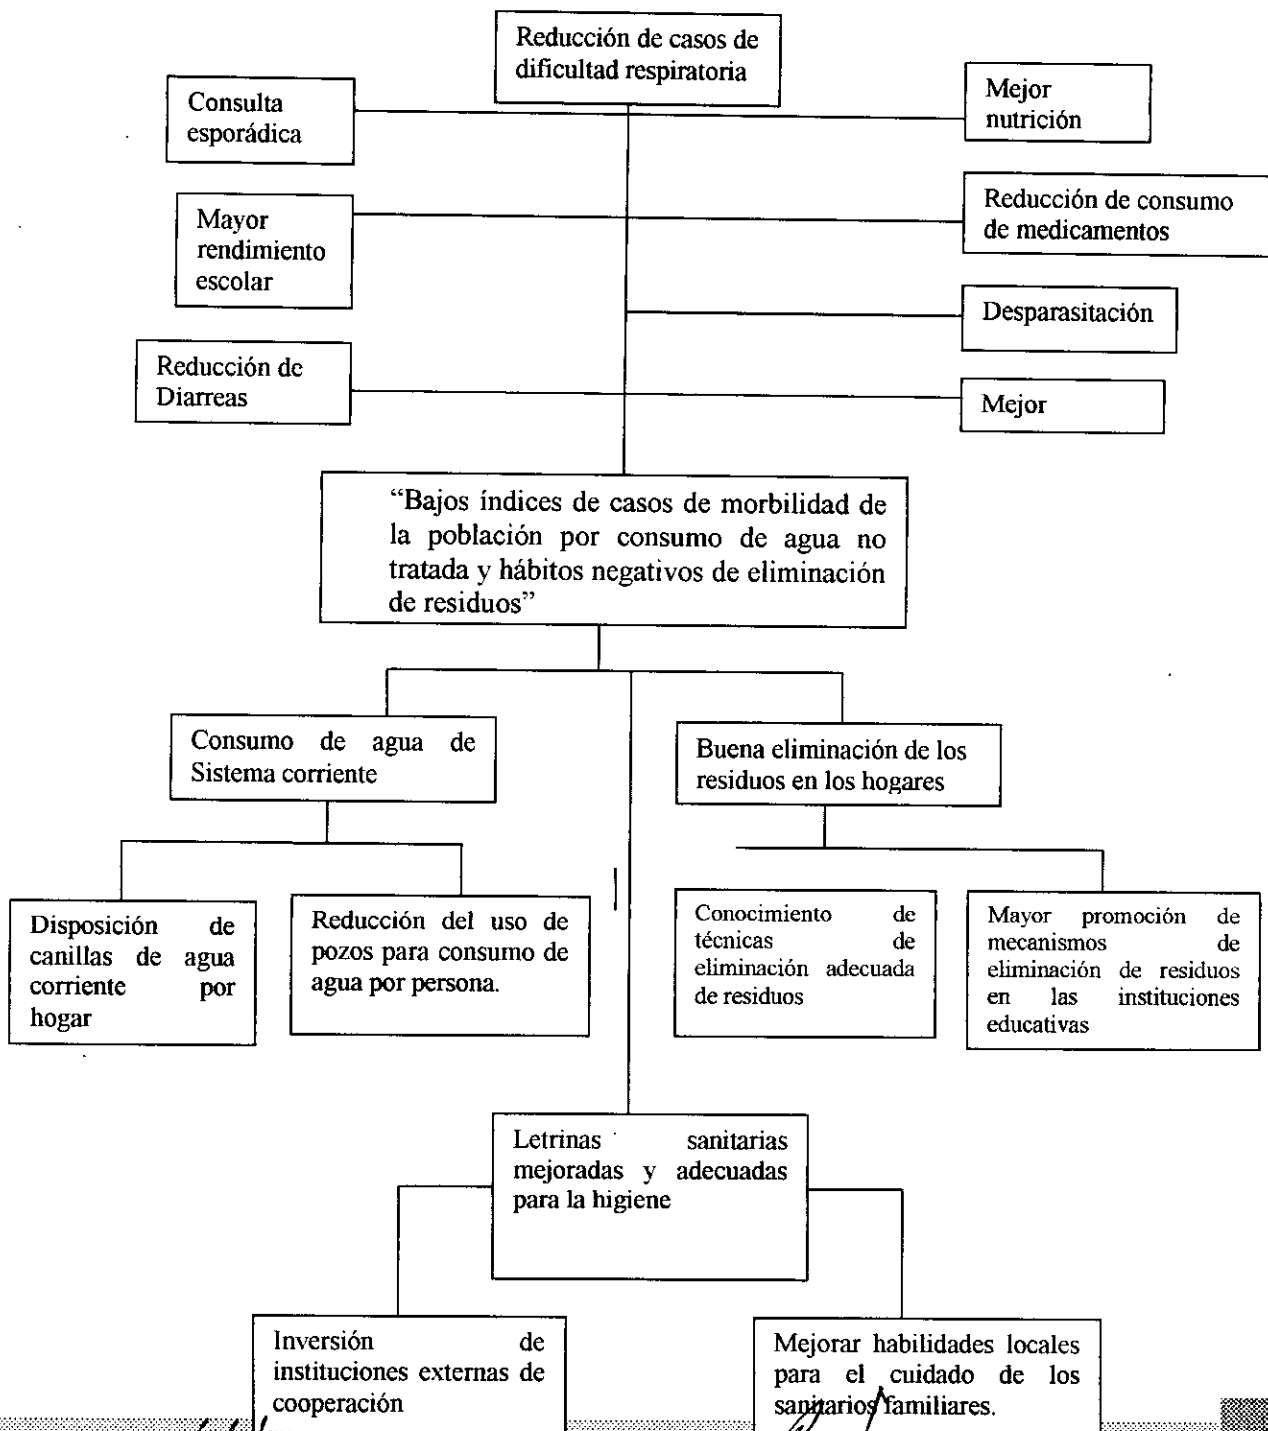 Reducción de casos de
dificultad respiratoria
Consulta
esporádica
Mejor
nutrición
Mayor
rendimiento
escolar
Reducción de consumo
de medicamentos
Desparasitación
Reducción de
Diarreas
Mejor
“Bajos índices de casos de morbilidad de
la población por consumo de agua no
tratada y hábitos negativos de eliminación
de residuos”
Consumo de agua de
Sistema corriente
Buena eliminación de los
residuos en los hogares
Disposición de
canillas de agua
corriente por
hogar
Reducción del uso de
pozos para consumo de
agua por persona.
Conocimiento de
técnicas de
eliminación adecuada
de residuos
Mayor promoción de
mecanismos de
eliminación de residuos
en las instituciones
educativas
Letrinas sanitarias
mejoradas y adecuadas
para la higiene
Inversión de
instituciones externas de
cooperación
Mejorar habilidades locales
para el cuidado de los
sanitarios familiares.